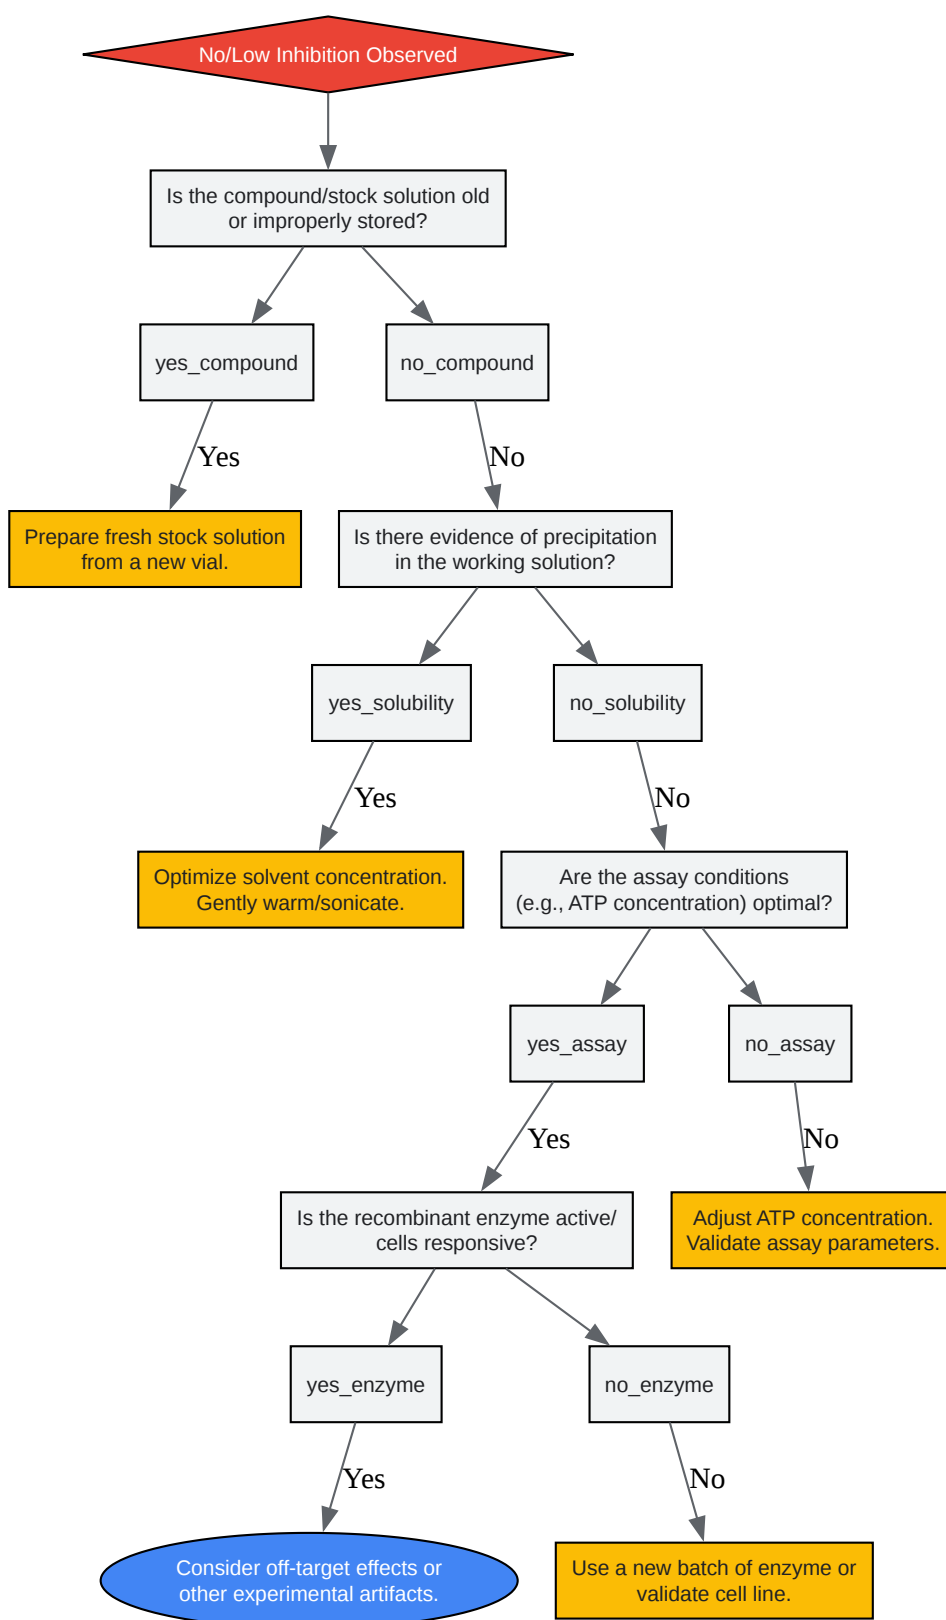 No/Low Inhibition Observed
Is the compound/stock solution old
or improperly stored?
yes_compound
no_compound
Yes
No
Prepare fresh stock solution
from a new vial.
Is there evidence of precipitation
in the working solution?
yes_solubility
no_solubility
Yes
No
Optimize solvent concentration.
Gently warm/sonicate.
Are the assay conditions
(e.g., ATP concentration) optimal?
yes_assay
no_assay
Yes
No
Is the recombinant enzyme active/
cells responsive?
Adjust ATP concentration.
Validate assay parameters.
yes_enzyme
no_enzyme
Yes
No
Consider off-target effects or
other experimental artifacts.
Use a new batch of enzyme or
validate cell line.